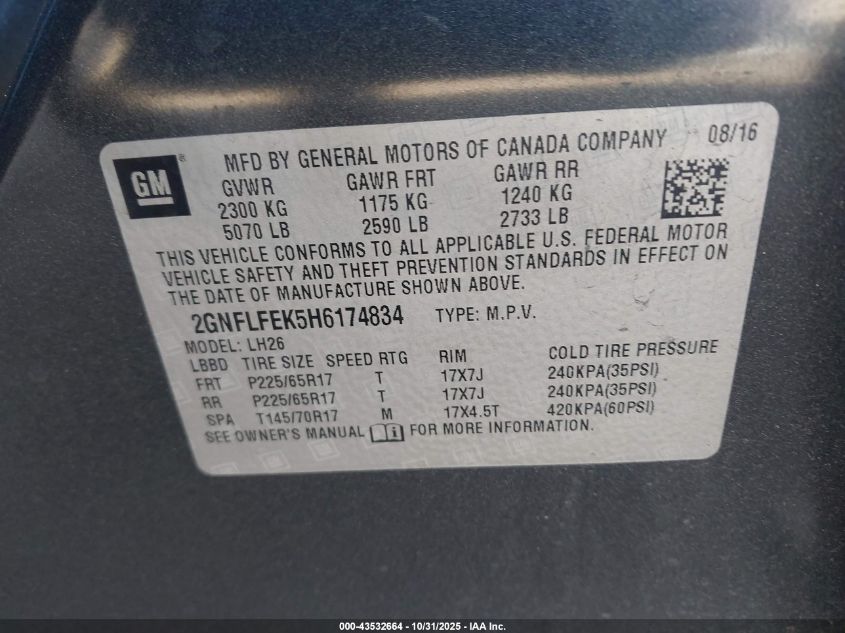 GM ® MFD BY GENERAL MOTORS OF CANADA COMPANY 08/16
GVWR GAWR FRT GAWR RR
2300 KG 1175 KG 1240 KG
5070 LB 2590 LB 2733 LB
THIS VEHICLE CONFORMS TO ALL APPLICABLE U.S. FEDERAL MOTOR
VEHICLE SAFETY AND THEFT PREVENTION STANDARDS IN EFFECT ON
THE DATE OF MANUFACTURE SHOWN ABOVE.
2GNFLFEK5H6174834 TYPE: M.P.V.
MODEL: LH26
LBBD TIRE SIZE SPEED RTG RIM COLD TIRE PRESSURE
FRT P225/65R17 T 17X7J 240KPA(35PSI)
RR P225/65R17 T 17X7J 240KPA(35PSI)
SPA T145/70R17 M 17X4.5T 420KPA(60PSI)
SEE OWNER'S MANUAL FOR MORE INFORMATION.
000-43532664 - 10/31/2025 - IAA Inc.